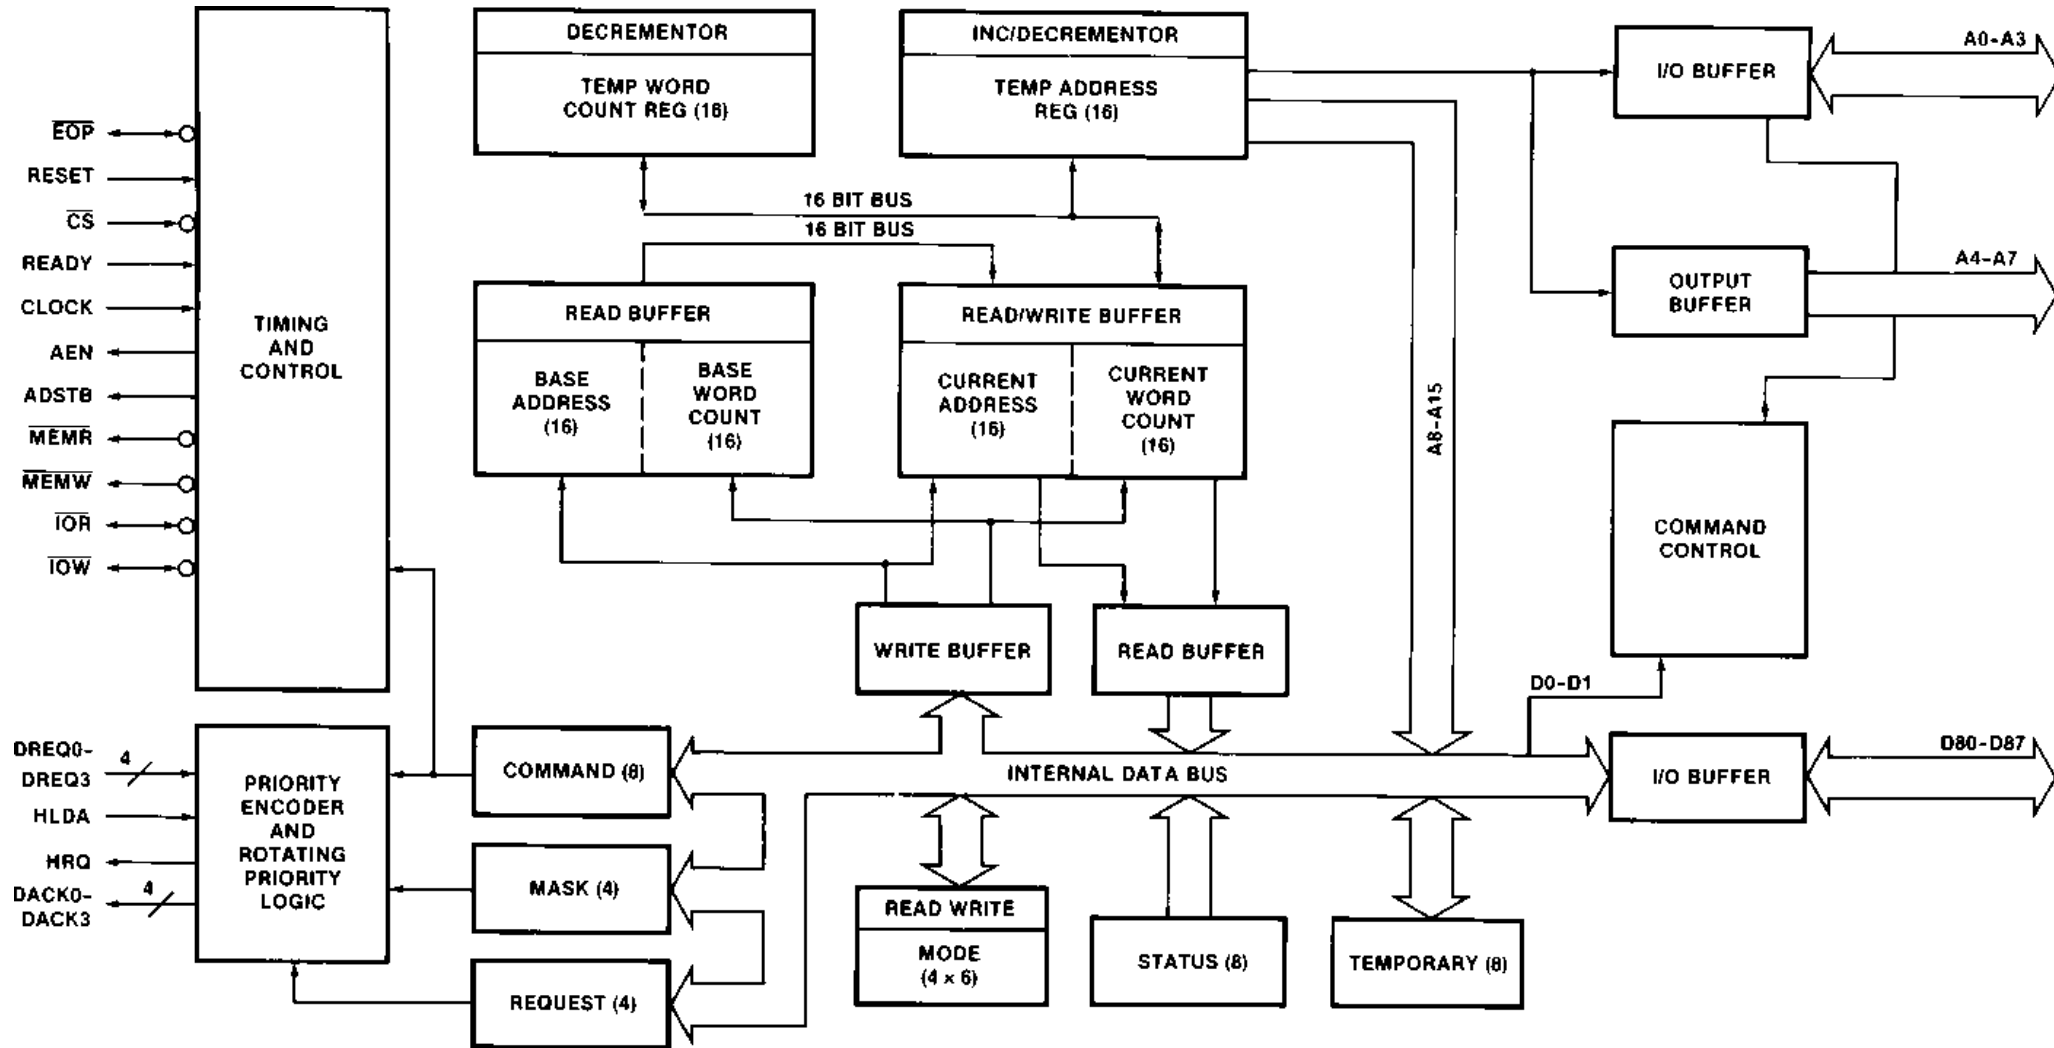 DECREMENTOR
TEMP WORD
COUNT REG (16)
INC/DECREMENTOR
TEMP ADDRESS
REG (16)
I/O BUFFER
A0-A3
EOP
RESET
CS
READY
CLOCK
AEN
ADSTB
MEMR
MEMW
IOR
IOW
TIMING
AND
CONTROL
16 BIT BUS
16 BIT BUS
READ BUFFER
BASE
ADDRESS
(16)
BASE
WORD
COUNT
(16)
READ/WRITE BUFFER
CURRENT
ADDRESS
(16)
CURRENT
WORD
COUNT
(16)
A8-A15
OUTPUT
BUFFER
A4-A7
COMMAND
CONTROL
WRITE BUFFER
READ BUFFER
D0-D1
DREQ0-
DREQ3
4
HLDA
HRQ
DACK0-
DACK3
4
PRIORITY
ENCODER
AND
ROTATING
PRIORITY
LOGIC
COMMAND (8)
MASK (4)
REQUEST (4)
INTERNAL DATA BUS
I/O BUFFER
D80-D87
READ WRITE
MODE
(4 × 6)
STATUS (8)
TEMPORARY (8)